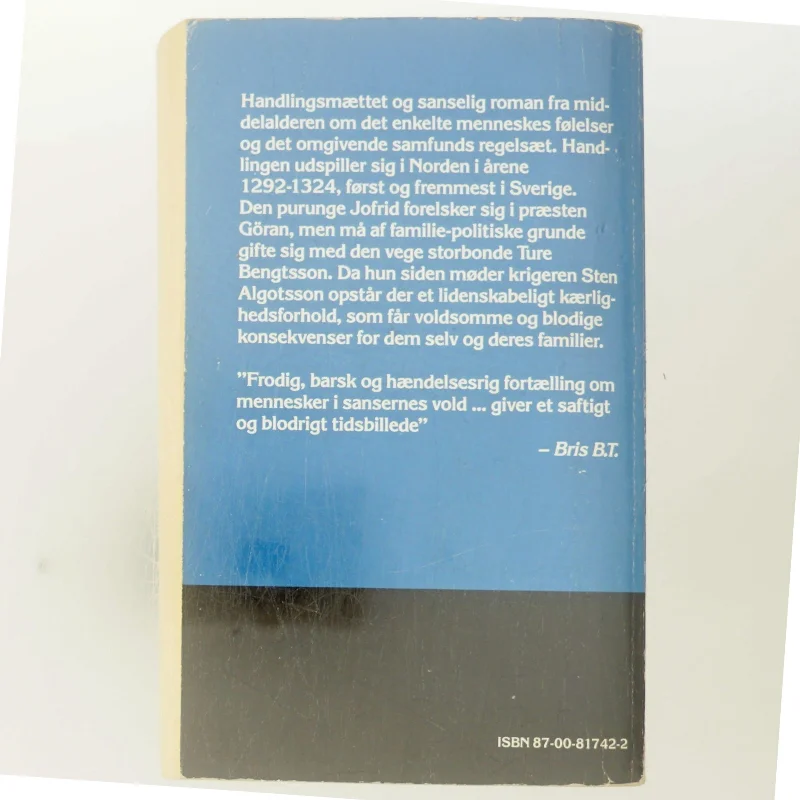 Handlingsmættet og sanselig roman fra mid-
delalderen om det enkelte menneskes følelser
og det omgivende samfunds regelsæt. Hand-
lingen udspiller sig i Norden i årene
1292-1324, først og fremmest i Sverige.
Den purunge Jofrid forelsker sig i præsten
Göran, men må af familie-politiske grunde
gifte sig med den vege storbonde Ture
Bengtsson. Da hun siden møder krigeren Sten
Algotsson opstår der et lidenskabeligt kærlig-
hedsforhold, som får voldsomme og blodige
konsekvenser for dem selv og deres familier.
"Frodig, barsk og hændelsesrig fortælling om
mennesker i sansernes vold ... giver et saftigt
og blodrigt tidsbillede"
– Bris B.T.
ISBN 87-00-81742-2